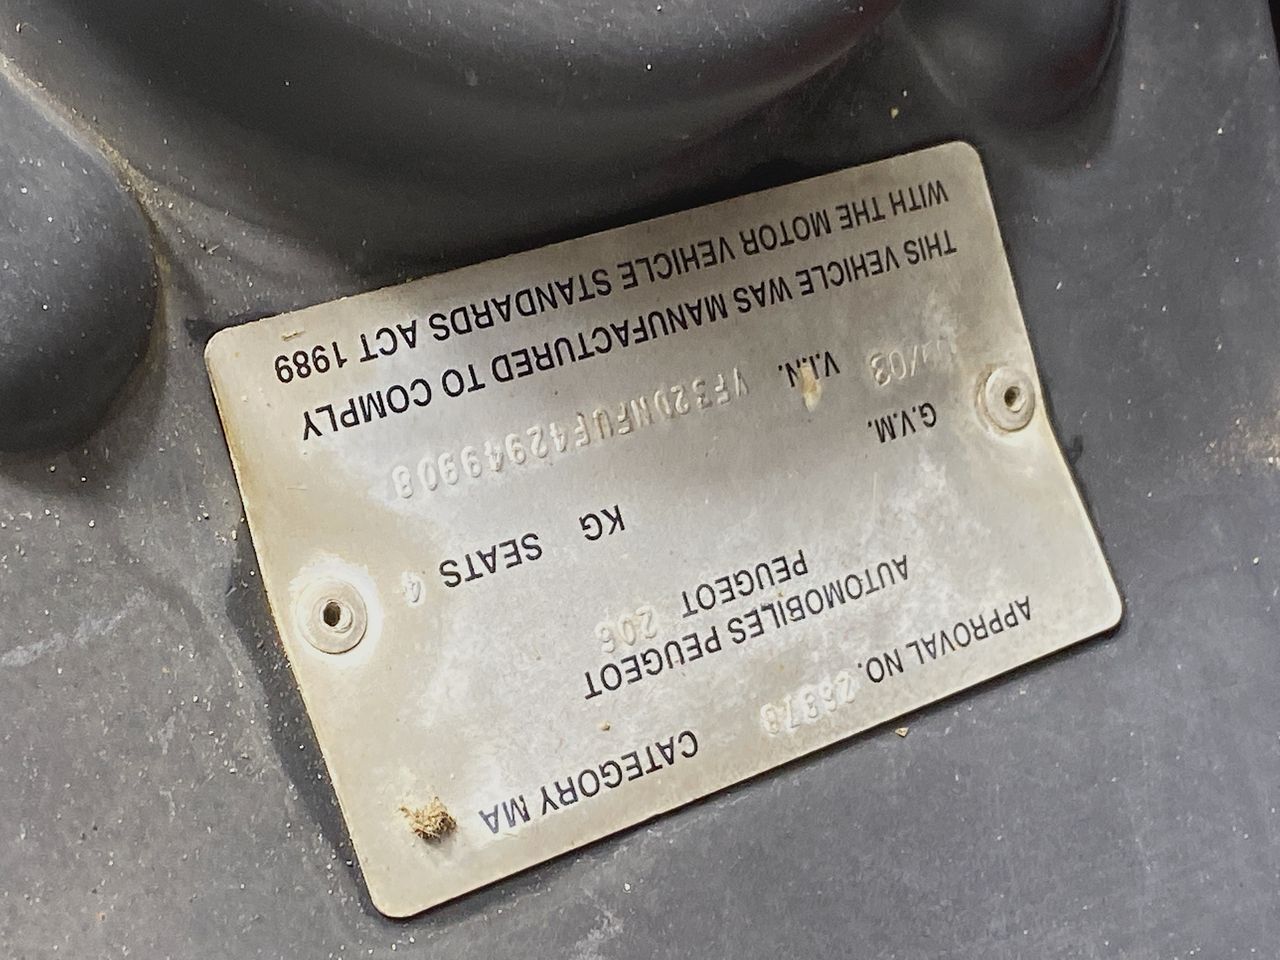 APPROVAL NO. CATEGORY MA
AUTOMOBILES PEUGEOT
PEUGEOT 206
G.V.M. KG SEATS 4
V.I.N. VF32DNFUF42949908
THIS VEHICLE WAS MANUFACTURED TO COMPLY
WITH THE MOTOR VEHICLE STANDARDS ACT 1989